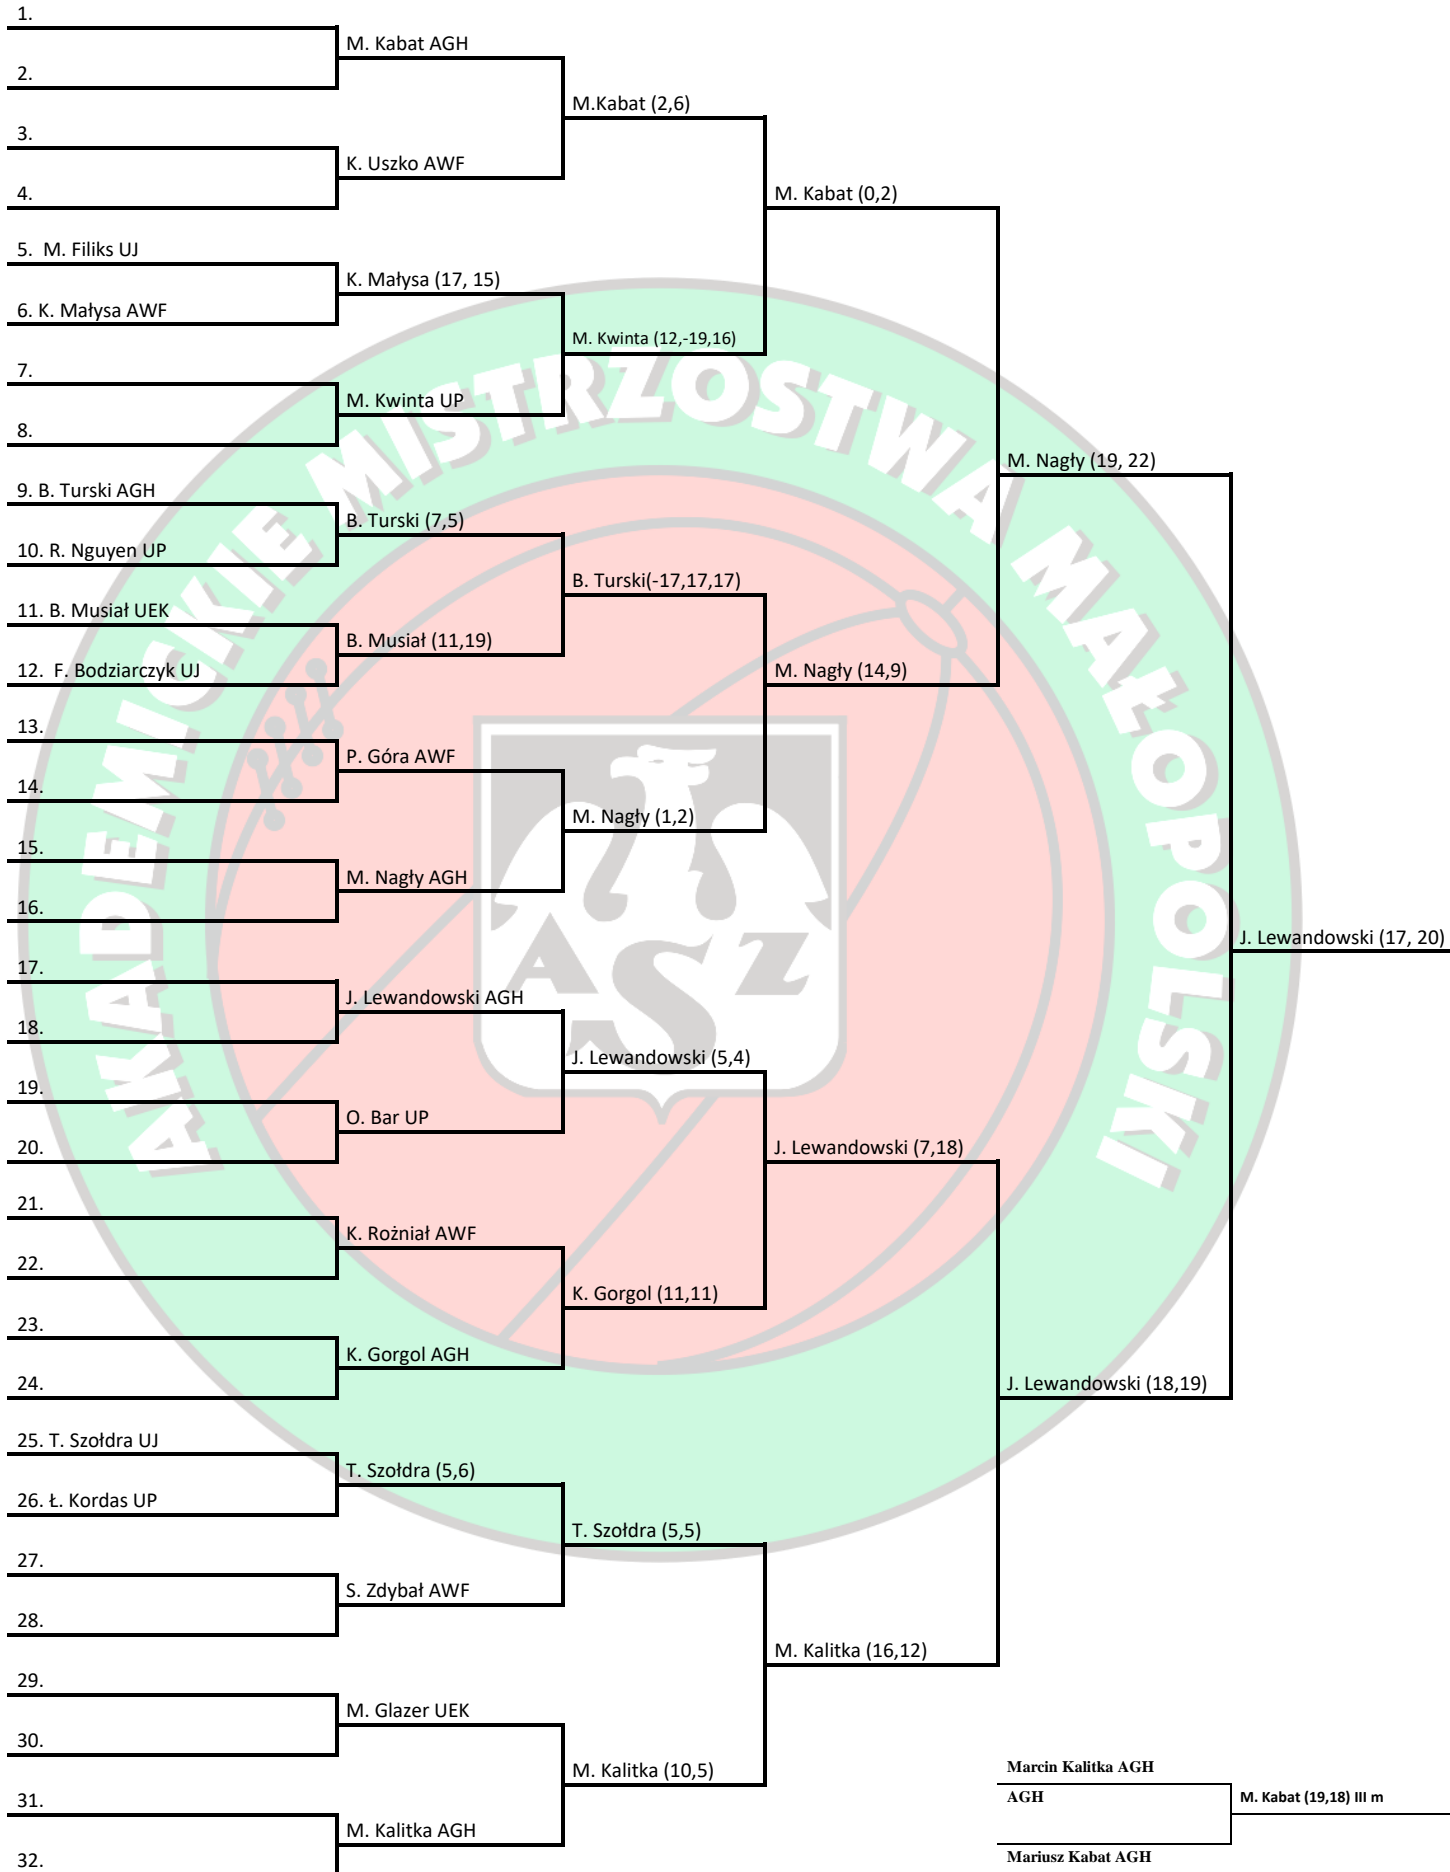 1.
M. Kabat AGH
2.
M.Kabat (2,6)
3.
K. Uszko AWF
4.
M. Kabat (0,2)
5. M. Filiks UJ
K. Małysa (17, 15)
6. K. Małysa AWF
M. Kwinta (12,-19,16)
7.
M. Kwinta UP
8.
M. Nagły (19, 22)
9. B. Turski AGH
B. Turski (7,5)
10. R. Nguyen UP
B. Turski(-17,17,17)
11. B. Musiał UEK
B. Musiał (11,19)
12. F. Bodziarczyk UJ
M. Nagły (14,9)
13.
P. Góra AWF
14.
M. Nagły (1,2)
15.
M. Nagły AGH
16.
J. Lewandowski (17, 20)
17.
J. Lewandowski AGH
18.
J. Lewandowski (5,4)
19.
O. Bar UP
20.
J. Lewandowski (7,18)
21.
K. Rożniał AWF
22.
K. Gorgol (11,11)
23.
K. Gorgol AGH
24.
J. Lewandowski (18,19)
25. T. Szołdra UJ
T. Szołdra (5,6)
26. Ł. Kordas UP
T. Szołdra (5,5)
27.
S. Zdybał AWF
28.
M. Kalitka (16,12)
29.
M. Glazer UEK
30.
M. Kalitka (10,5)
31.
M. Kalitka AGH
32.
Marcin Kalitka AGH
AGH
M. Kabat (19,18) III m
Mariusz Kabat AGH
AKADEMICKIE MISTRZOSTWA MAŁOPOLSKI
ASZ